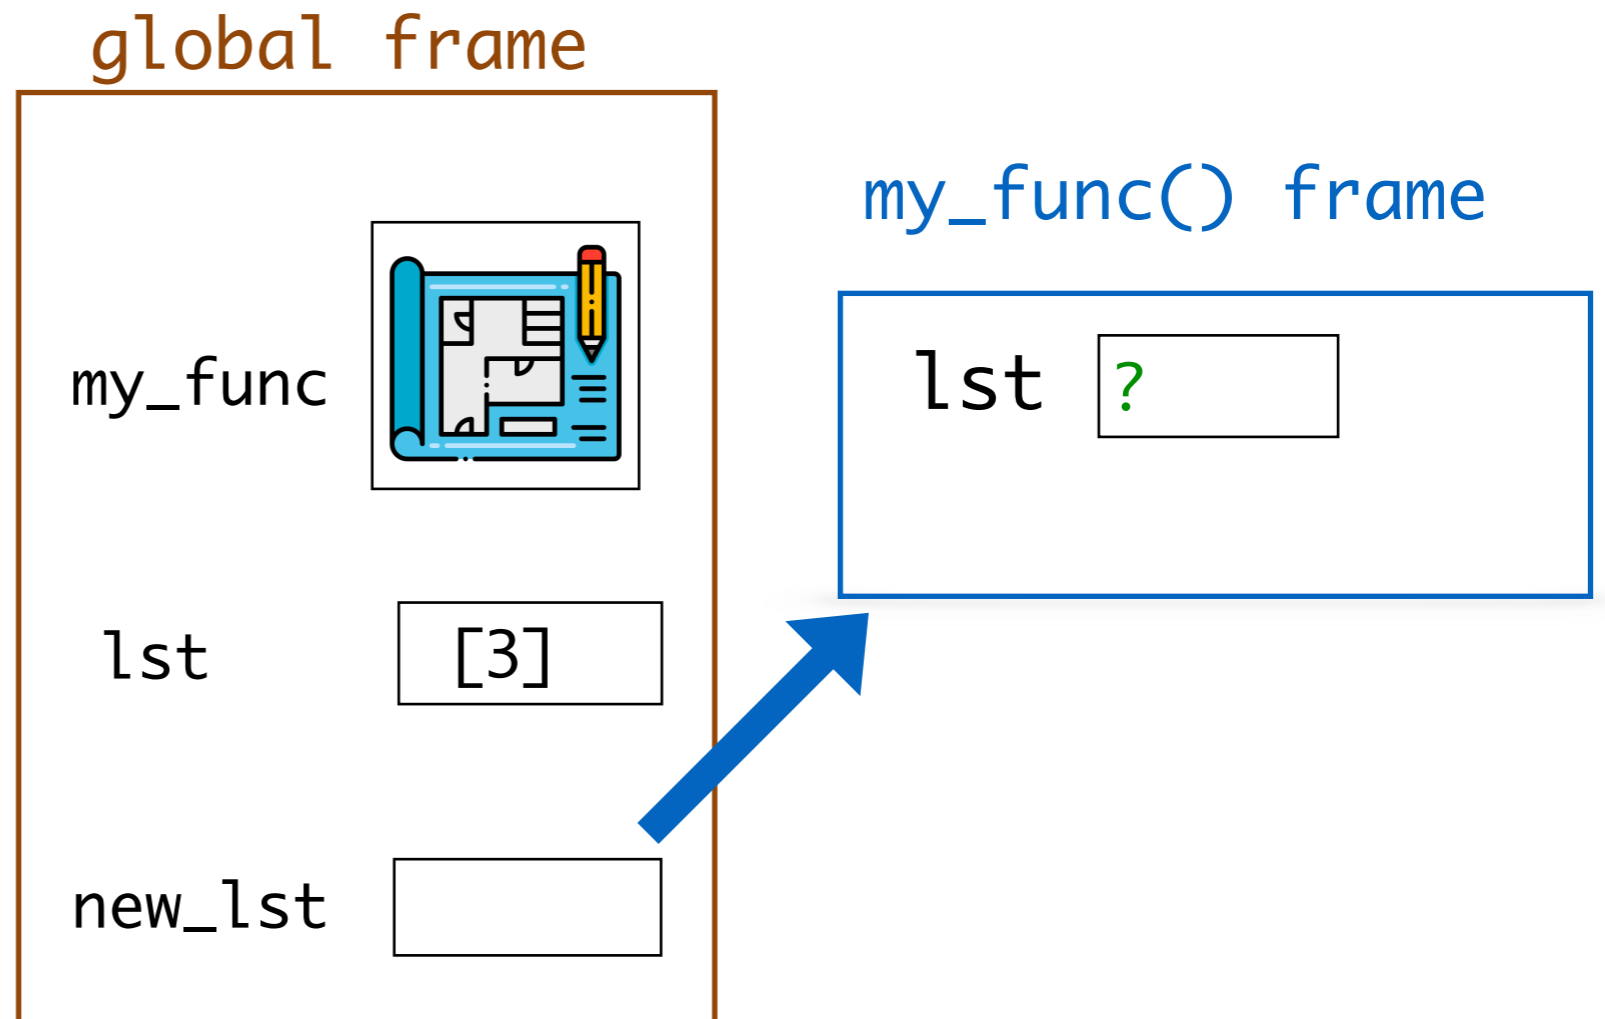 global frame
my_func
lst [3]
new_lst
my_func() frame
lst ?